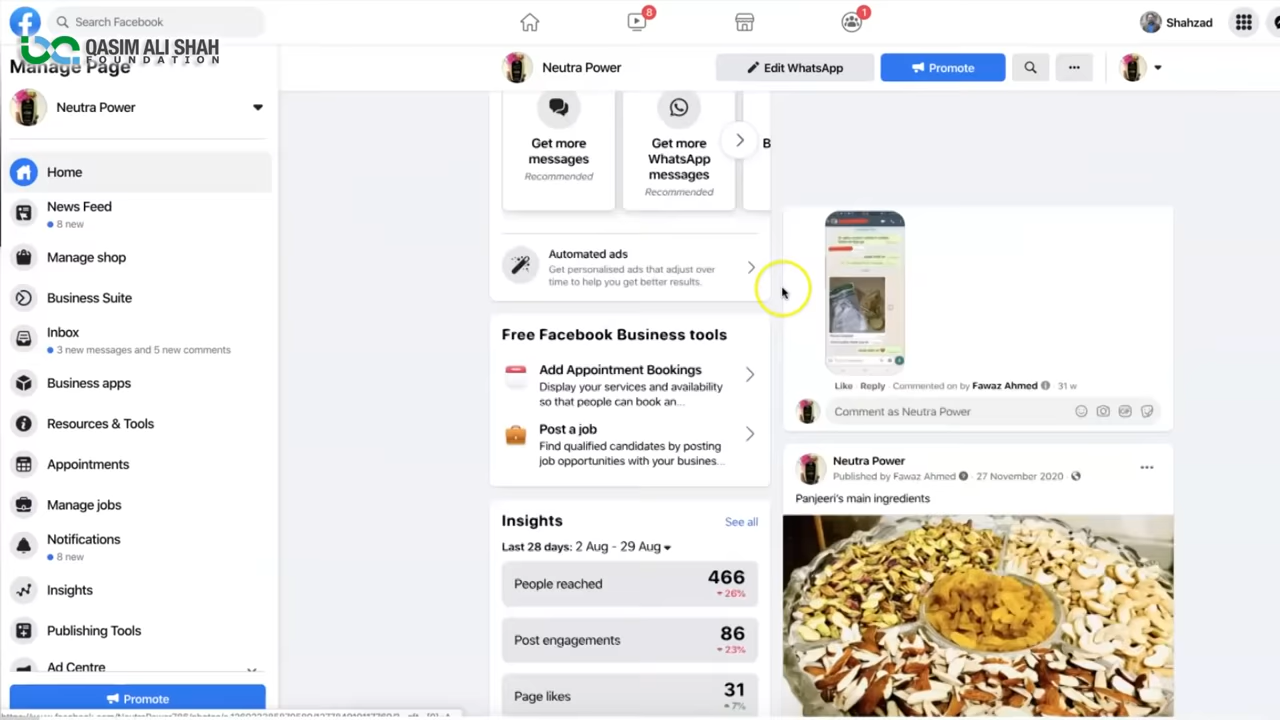 Search Facebook
8
1
Shahzad
QASIM ALI SHAH
FOUNDATION
Manage Page
Neutra Power
Home
News Feed
8 new
Manage shop
Business Suite
Inbox
3 new messages and 5 new comments
Business apps
Resources & Tools
Appointments
Manage jobs
Notifications
8 new
Insights
Publishing Tools
Ad Centre
Promote
Neutra Power
Edit WhatsApp
Promote
Get more
messages
Recommended
Get more
WhatsApp
messages
Recommended
B
Automated ads
Get personalised ads that adjust over
time to help you get better results.
Free Facebook Business tools
Add Appointment Bookings
Display your services and availability
so that people can book an...
Post a job
Find qualified candidates by posting
job opportunities with your busines...
Insights
See all
Last 28 days: 2 Aug - 29 Aug
People reached
466
26%
Post engagements
86
23%
Page likes
31
7%
Like Reply Commented on by Fawaz Ahmed 31 w
Comment as Neutra Power
Neutra Power
Published by Fawaz Ahmed 27 November 2020
Panjeeri's main ingredients